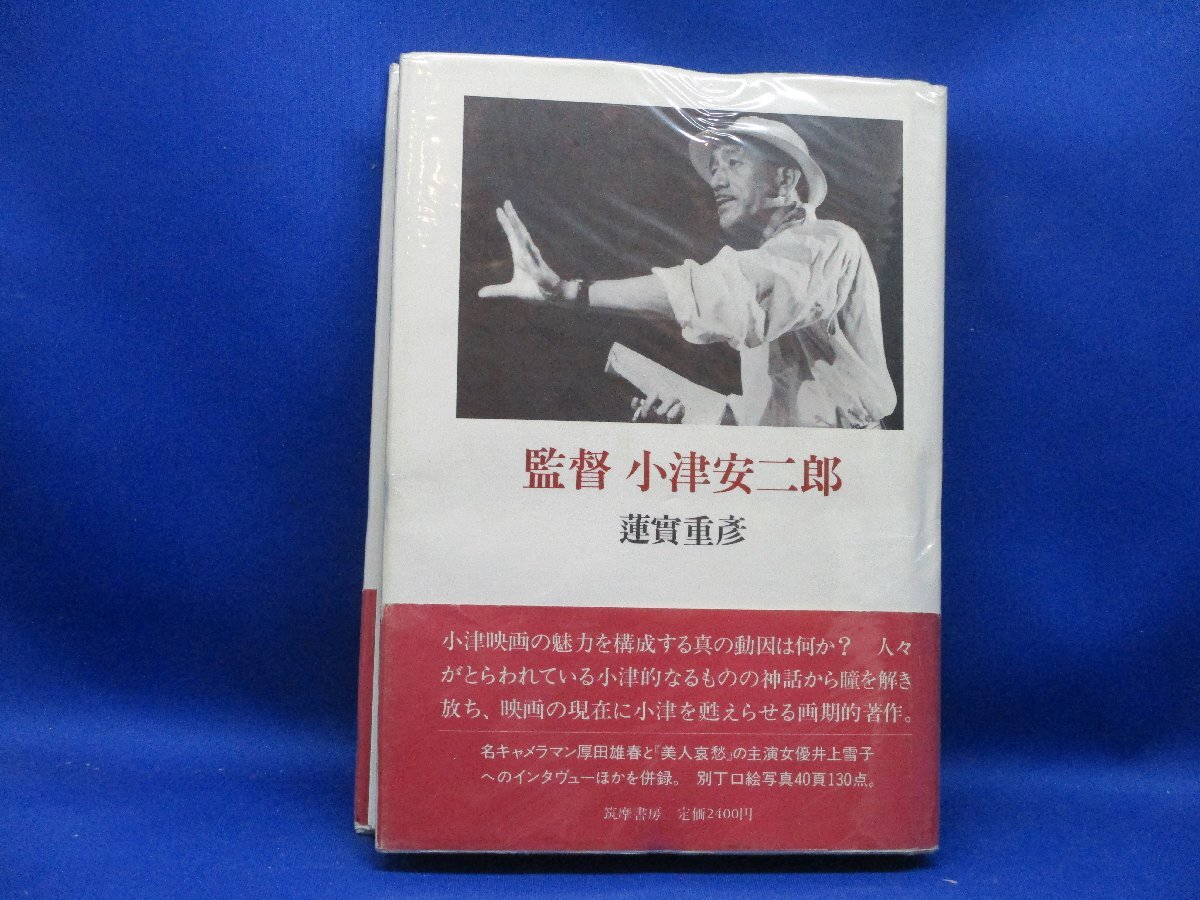 監督 小津安二郎
蓮實重彦
小津映画の魅力を構成する真の動因は何か？　人々
がとらわれている小津的なるものの神話から瞳を解き
放ち、映画の現在に小津を甦えらせる画期的著作。
名キャメラマン厚田雄春と『美人哀愁』の主演女優井上雪子
へのインタヴューほかを併録。　別丁口絵写真40頁130点。
筑摩書房　定価2400円